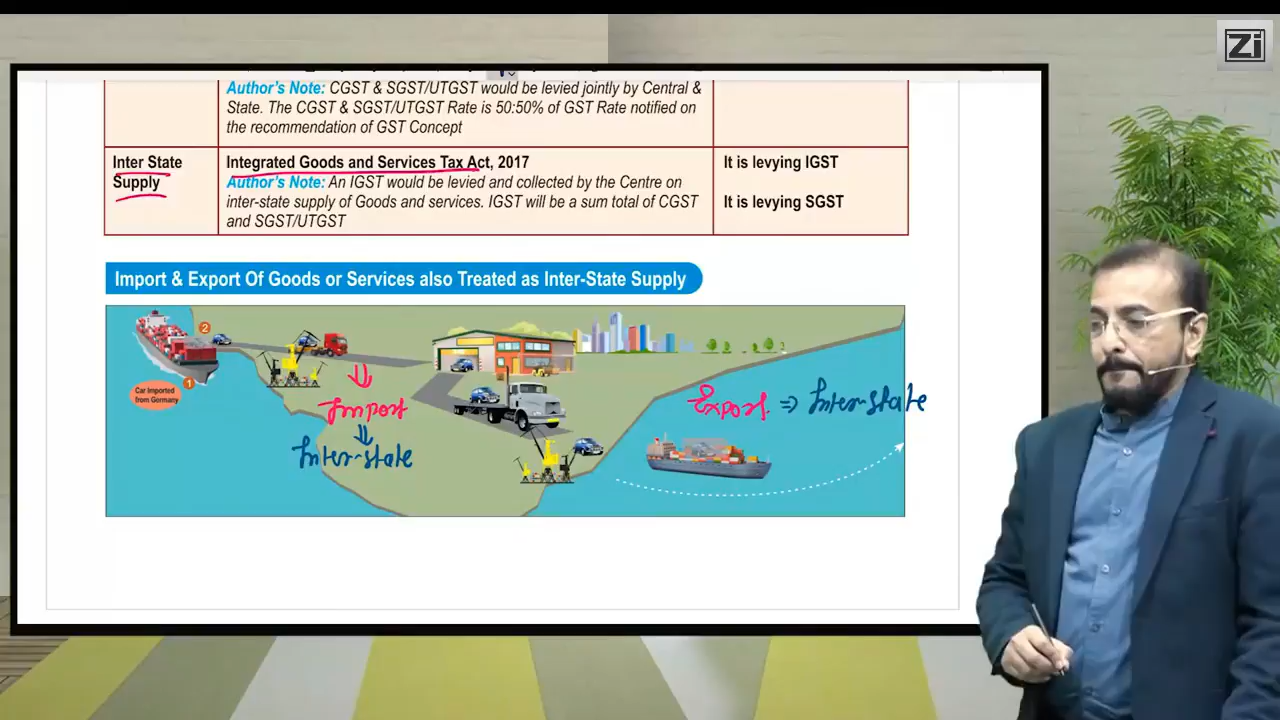 Zi
Author's Note: CGST & SGST/UTGST would be levied jointly by Central &
State. The CGST & SGST/UTGST Rate is 50:50% of GST Rate notified
on the recommendation of GST Concept
Inter State
Supply
Integrated Goods and Services Tax Act, 2017
Author's Note: An IGST would be levied and collected by the Centre on
inter-state supply of Goods and services. IGST will be a sum total of CGST
and SGST/UTGST
It is levying IGST
It is levying SGST
Import & Export Of Goods or Services also Treated as Inter-State Supply
2
1
Car Imported
from Germany
Import
Inter-state
Export ⇒ Inter-state